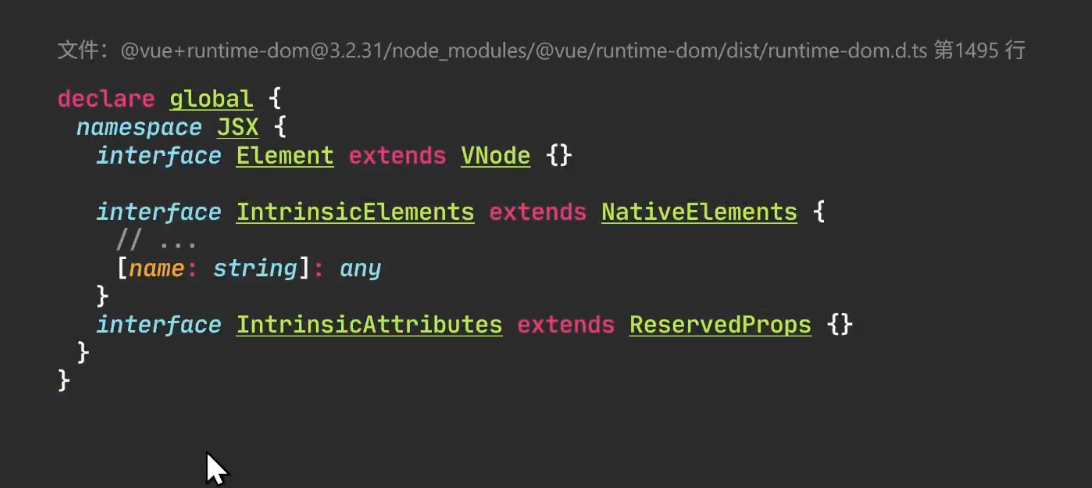 文件：@vue+runtime-dom@3.2.31/node_modules/@vue/runtime-dom/dist/runtime-dom.d.ts 第1495 行
declare global {
namespace JSX {
interface Element extends VNode {}
interface IntrinsicElements extends NativeElements {
// ...
[name: string]: any
}
interface IntrinsicAttributes extends ReservedProps {}
}
}